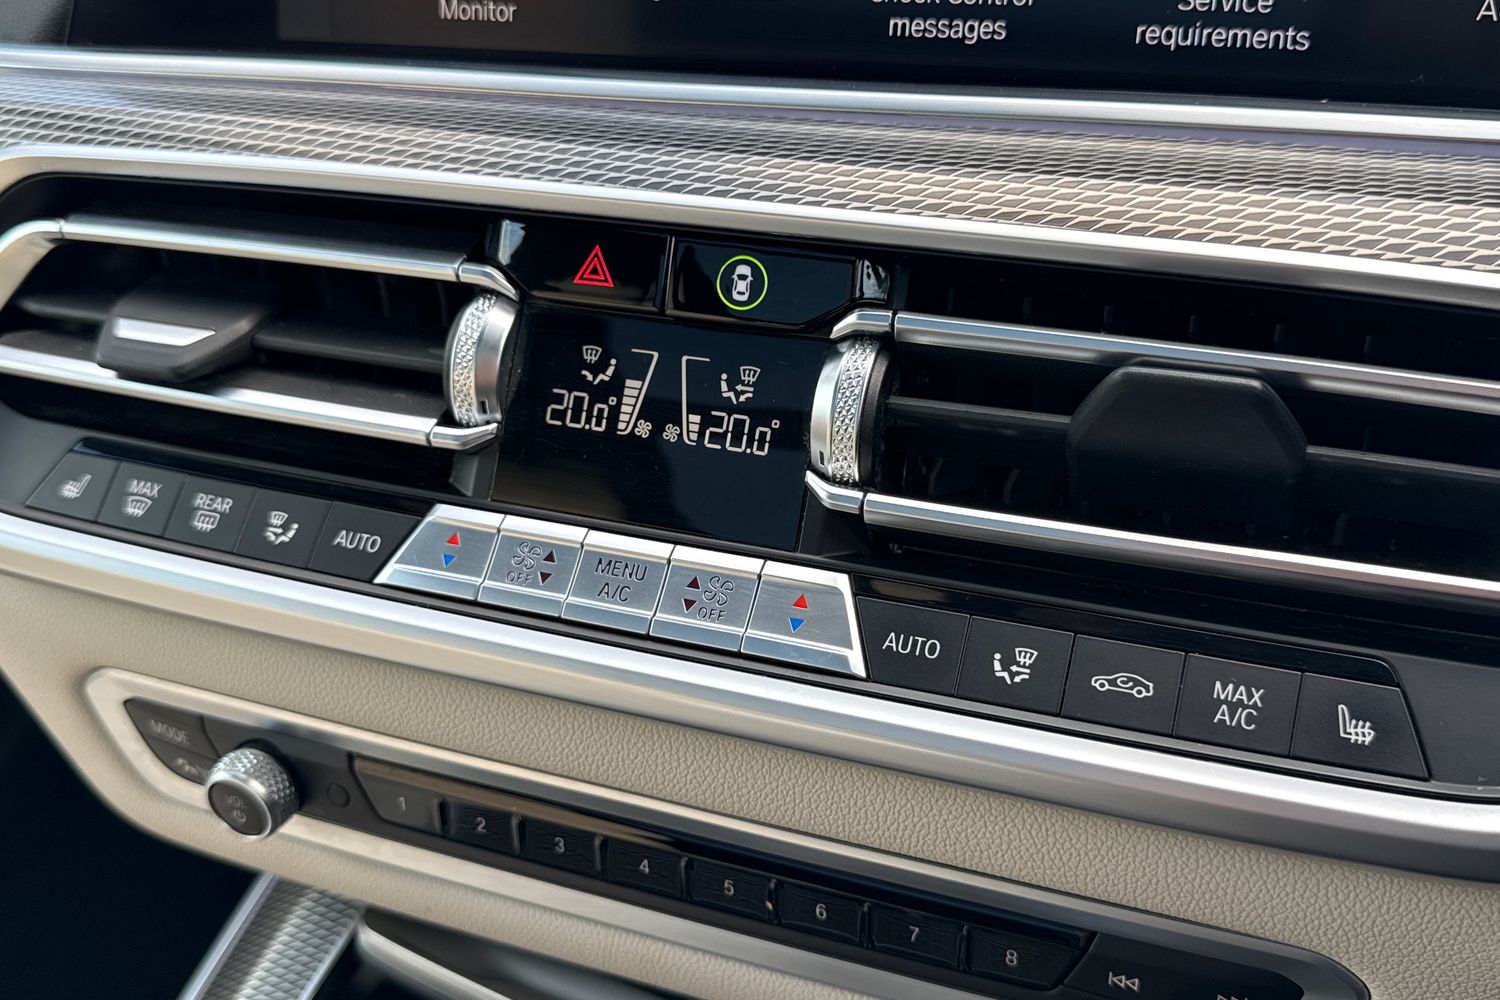 Monitor
messages
Service
requirements
20.0°
20.0°
MAX
REAR
AUTO
OFF
MENU
A/C
OFF
AUTO
MAX
A/C
MODE
VOL
1
2
3
4
5
6
7
8